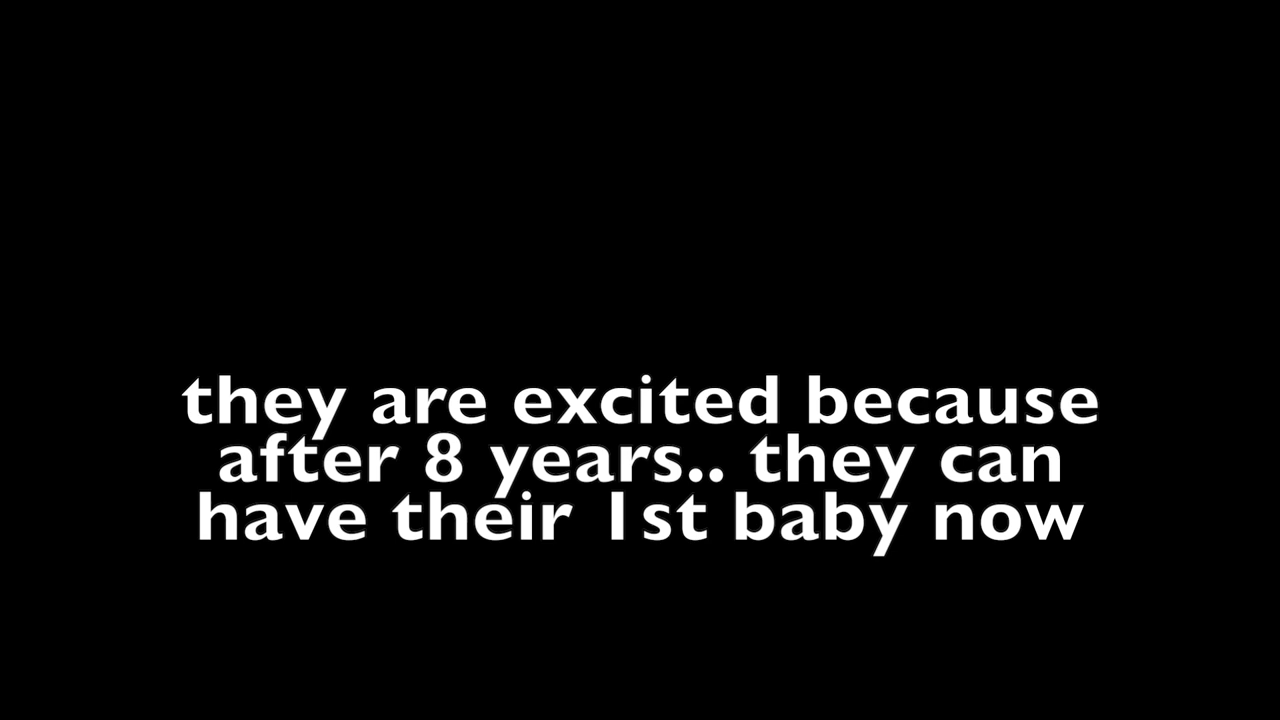 they are excited because
after 8 years.. they can
have their 1st baby now